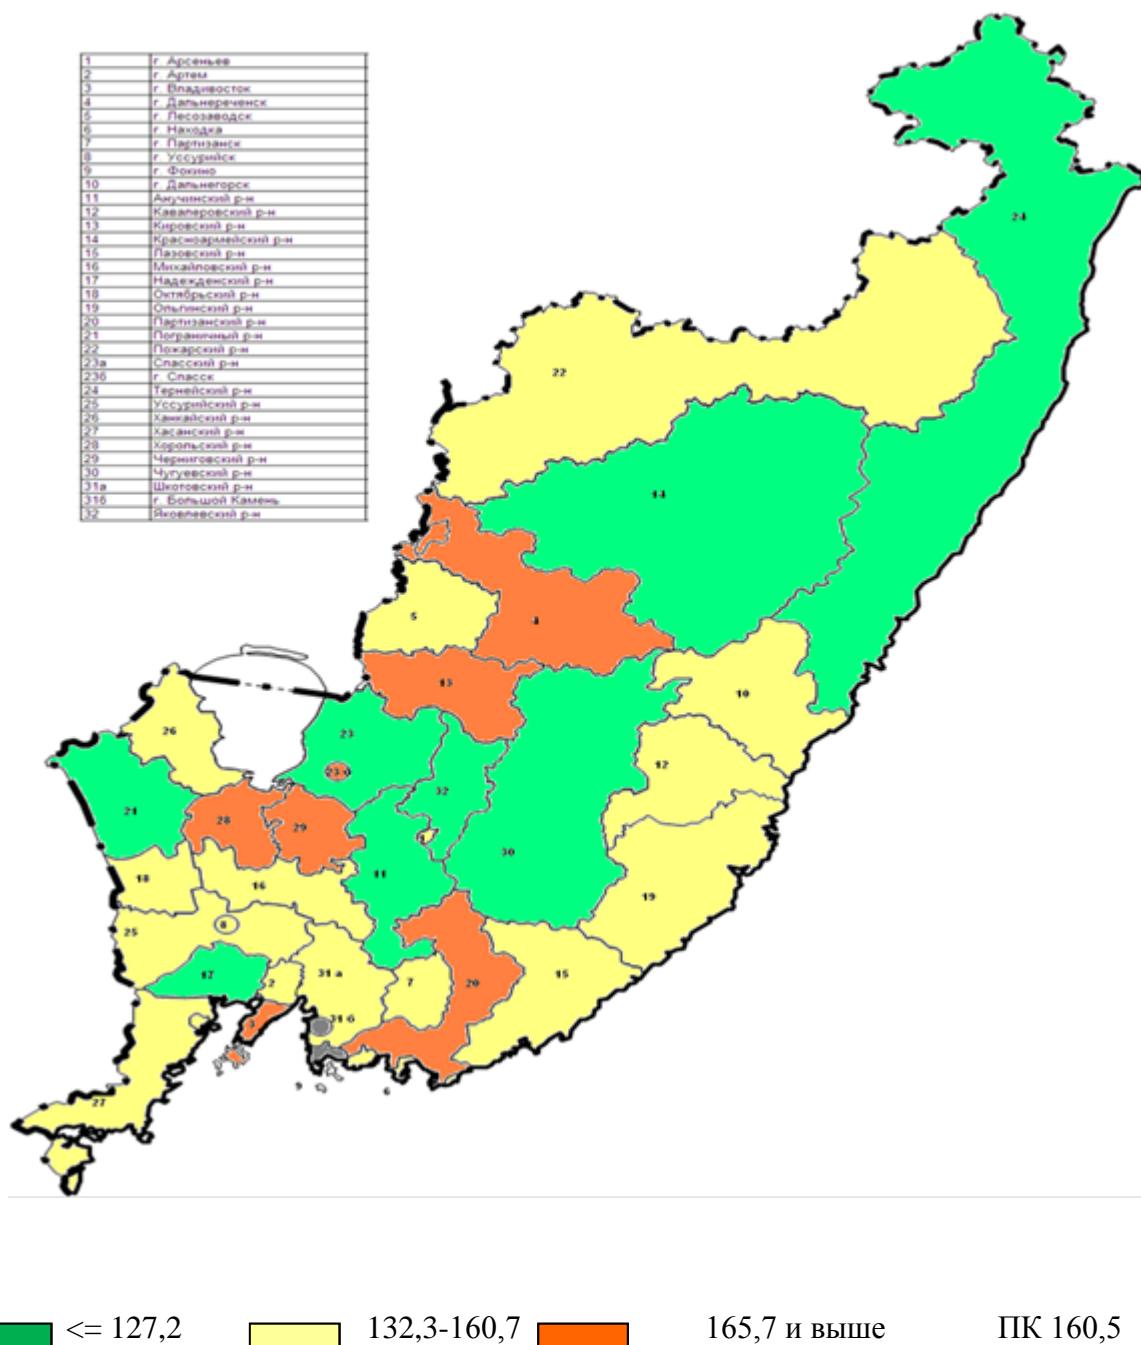 1 г. Арсеньев
2 г. Артем
3 г. Владивосток
4 г. Дальнереченск
5 г. Лесозаводск
6 г. Находка
7 г. Партизанск
8 г. Уссурийск
9 г. Фокино
10 г. Дальнегорск
11 Анучинский р-н
12 Кавалеровский р-н
13 Кировский р-н
14 Красноармейский р-н
15 Лазовский р-н
16 Михайловский р-н
17 Надежденский р-н
18 Октябрьский р-н
19 Ольгинский р-н
20 Партизанский р-н
21 Пограничный р-н
22 Пожарский р-н
23а Спасский р-н
23б г. Спасск
24 Тернейский р-н
25 Уссурийский р-н
26 Ханкайский р-н
27 Хасанский р-н
28 Хорольский р-н
29 Черниговский р-н
30 Чугуевский р-н
31а Шкотовский р-н
31б г. Большой Камень
32 Яковлевский р-н
24
22
14
5
4
13
10
26
23
12
23 б
32
21
28
29
1
30
11
18
16
19
8
25
17
2
31 а
7
20
15
3
31 б
9
6
27
<= 127,2
132,3-160,7
165,7 и выше
ПК 160,5